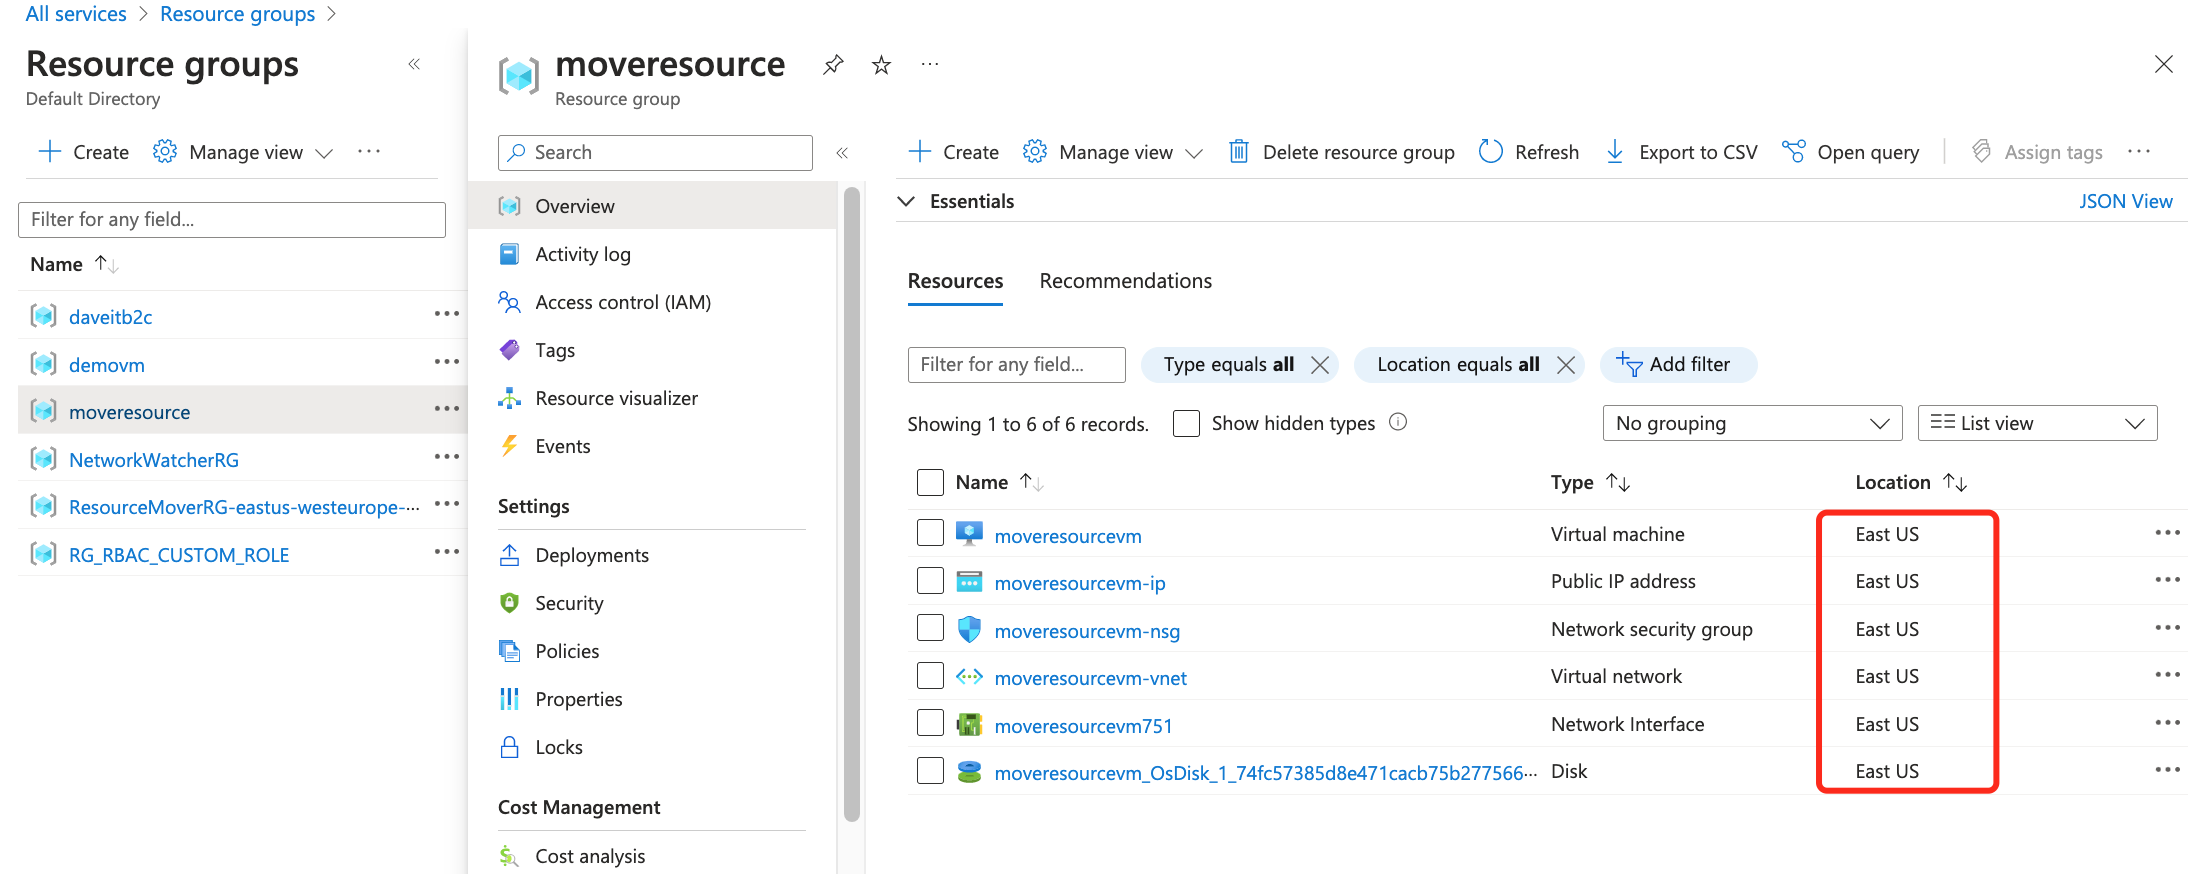 All services > Resource groups >
Resource groups
«
Default Directory
Create
Manage view
...
Filter for any field...
Name ↑↓
daveitb2c
demovm
moveresource
NetworkWatcherRG
ResourceMoverRG-eastus-westeurope-...
RG_RBAC_CUSTOM_ROLE
moveresource
Resource group
Search
«
Overview
Activity log
Access control (IAM)
Tags
Resource visualizer
Events
Settings
Deployments
Security
Policies
Properties
Locks
Cost Management
Cost analysis
Create Manage view Delete resource group Refresh Export to CSV Open query Assign tags ...
Essentials JSON View
Resources Recommendations
Filter for any field... Type equals all Location equals all Add filter
Showing 1 to 6 of 6 records. Show hidden types No grouping List view
Name ↑↓ Type ↑↓ Location ↑↓
moveresourcevm Virtual machine East US
moveresourcevm-ip Public IP address East US
moveresourcevm-nsg Network security group East US
moveresourcevm-vnet Virtual network East US
moveresourcevm751 Network Interface East US
moveresourcevm_OsDisk_1_74fc57385d8e471cacb75b277566... Disk East US